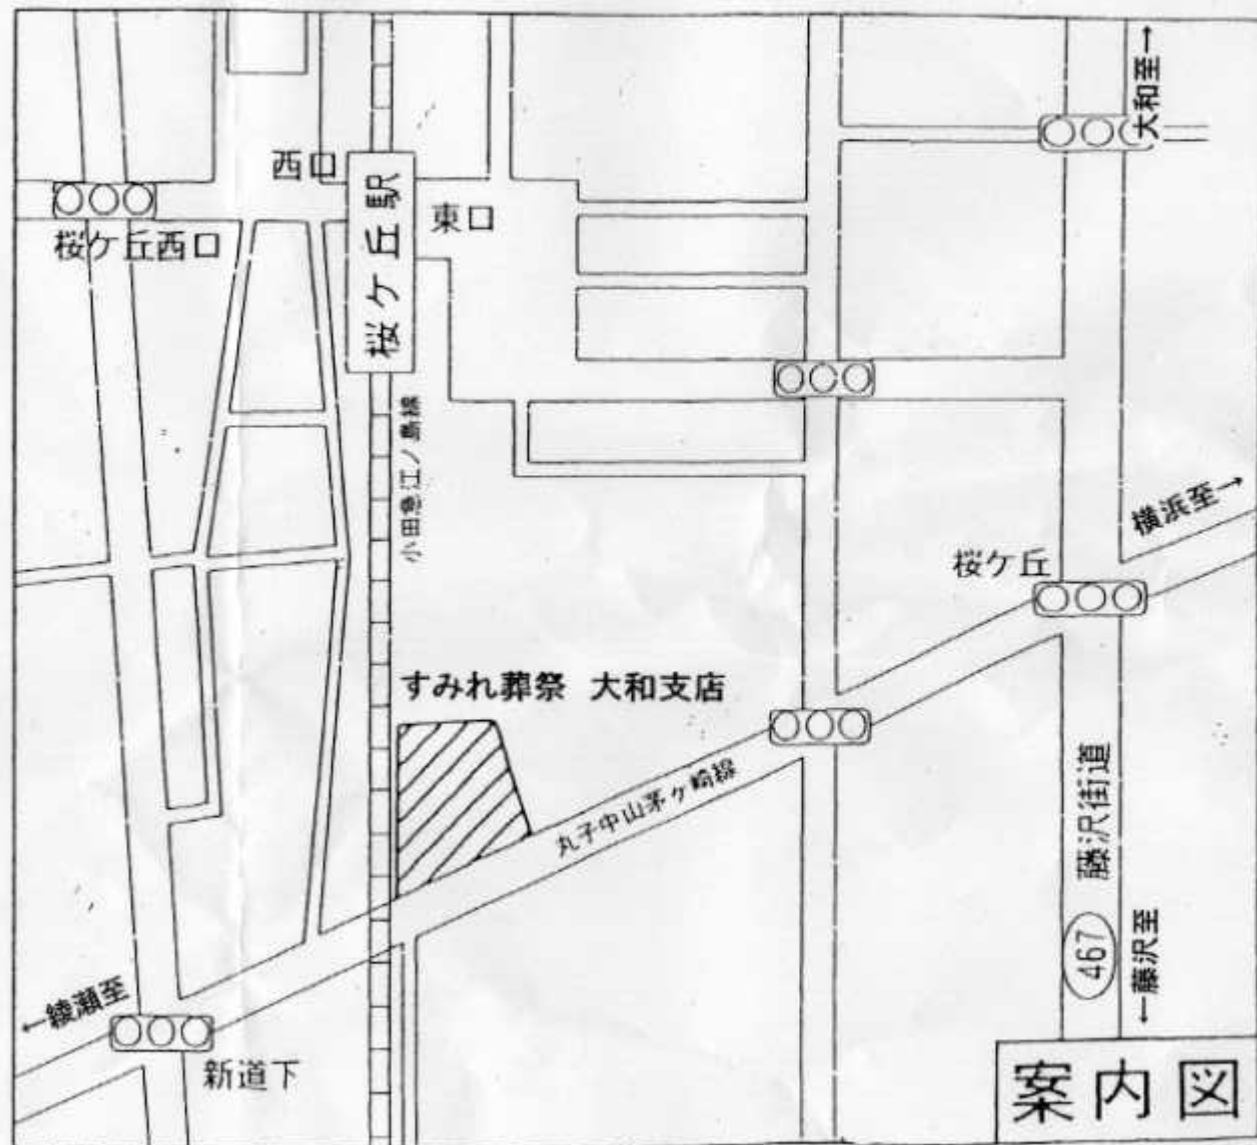 大和至→
西口
桜ケ丘駅
東口
桜ケ丘西口
小田急江ノ島線
横浜至→
桜ケ丘
すみれ葬祭 大和支店
丸子中山茅ケ崎線
藤沢街道
467
←藤沢至
←綾瀬至
新道下
案内図